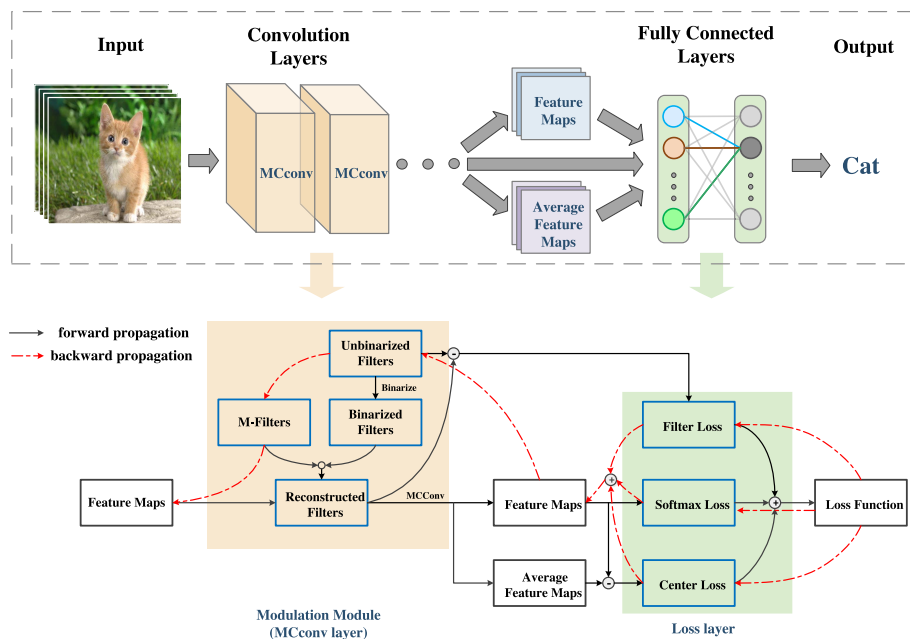 Input
Convolution
Layers
Fully Connected
Layers
Output
MCconv
MCconv
Feature
Maps
Average
Feature
Maps
Cat
forward propagation
backward propagation
Unbinarized
Filters
Binarize
M-Filters
Binarized
Filters
Feature Maps
Reconstructed
Filters
MCConv
Feature Maps
Average
Feature Maps
Filter Loss
Softmax Loss
Center Loss
Loss Function
Modulation Module
(MCconv layer)
Loss layer